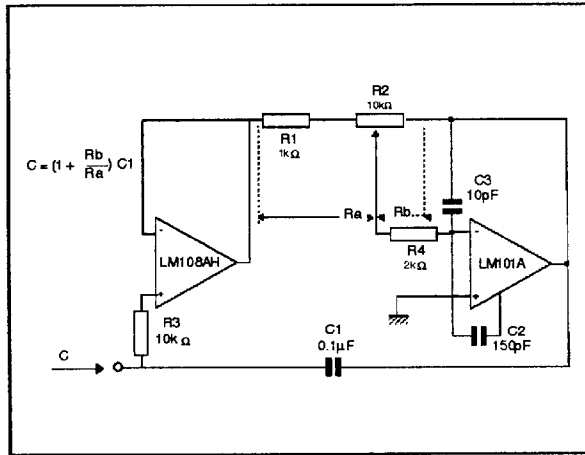 R2
10kΩ
R1
1kΩ
C = (1 + Rb/Ra) C1
C3
10pF
Ra
Rb
-
LM108AH
+
R4
2kΩ
-
LM101A
+
R3
10kΩ
C2
150pF
C1
0.1µF
C